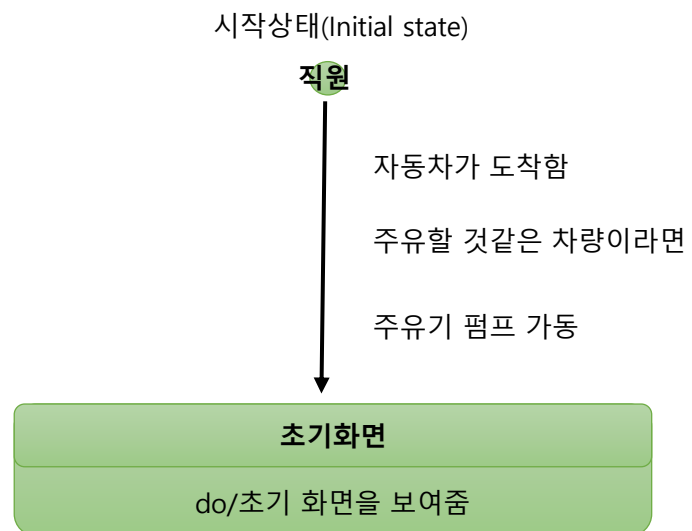 시작상태(Initial state)
직원
자동차가 도착함
주유할 것같은 차량이라면
주유기 펌프 가동
초기화면
do/초기 화면을 보여줌